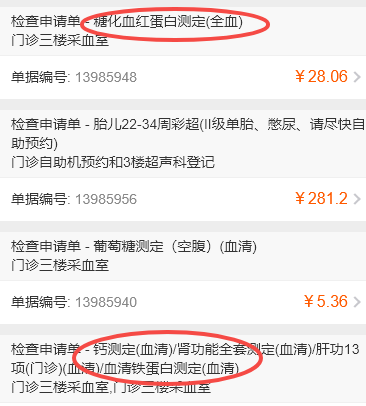 检查申请单 - 糖化血红蛋白测定(全血)
门诊三楼采血室
单据编号: 13985948 ￥28.06
检查申请单 - 胎儿22-34周彩超(II级单胎、憋尿、请尽快自
助预约)
门诊自助机预约和3楼超声科登记
单据编号: 13985956 ￥281.2
检查申请单 - 葡萄糖测定（空腹）(血清)
门诊三楼采血室
单据编号: 13985940 ￥5.36
检查申请单 - 钙测定(血清)/肾功能全套测定(血清)/肝功13
项(门诊)(血清)/血清铁蛋白测定(血清)
门诊三楼采血室,门诊三楼采血室